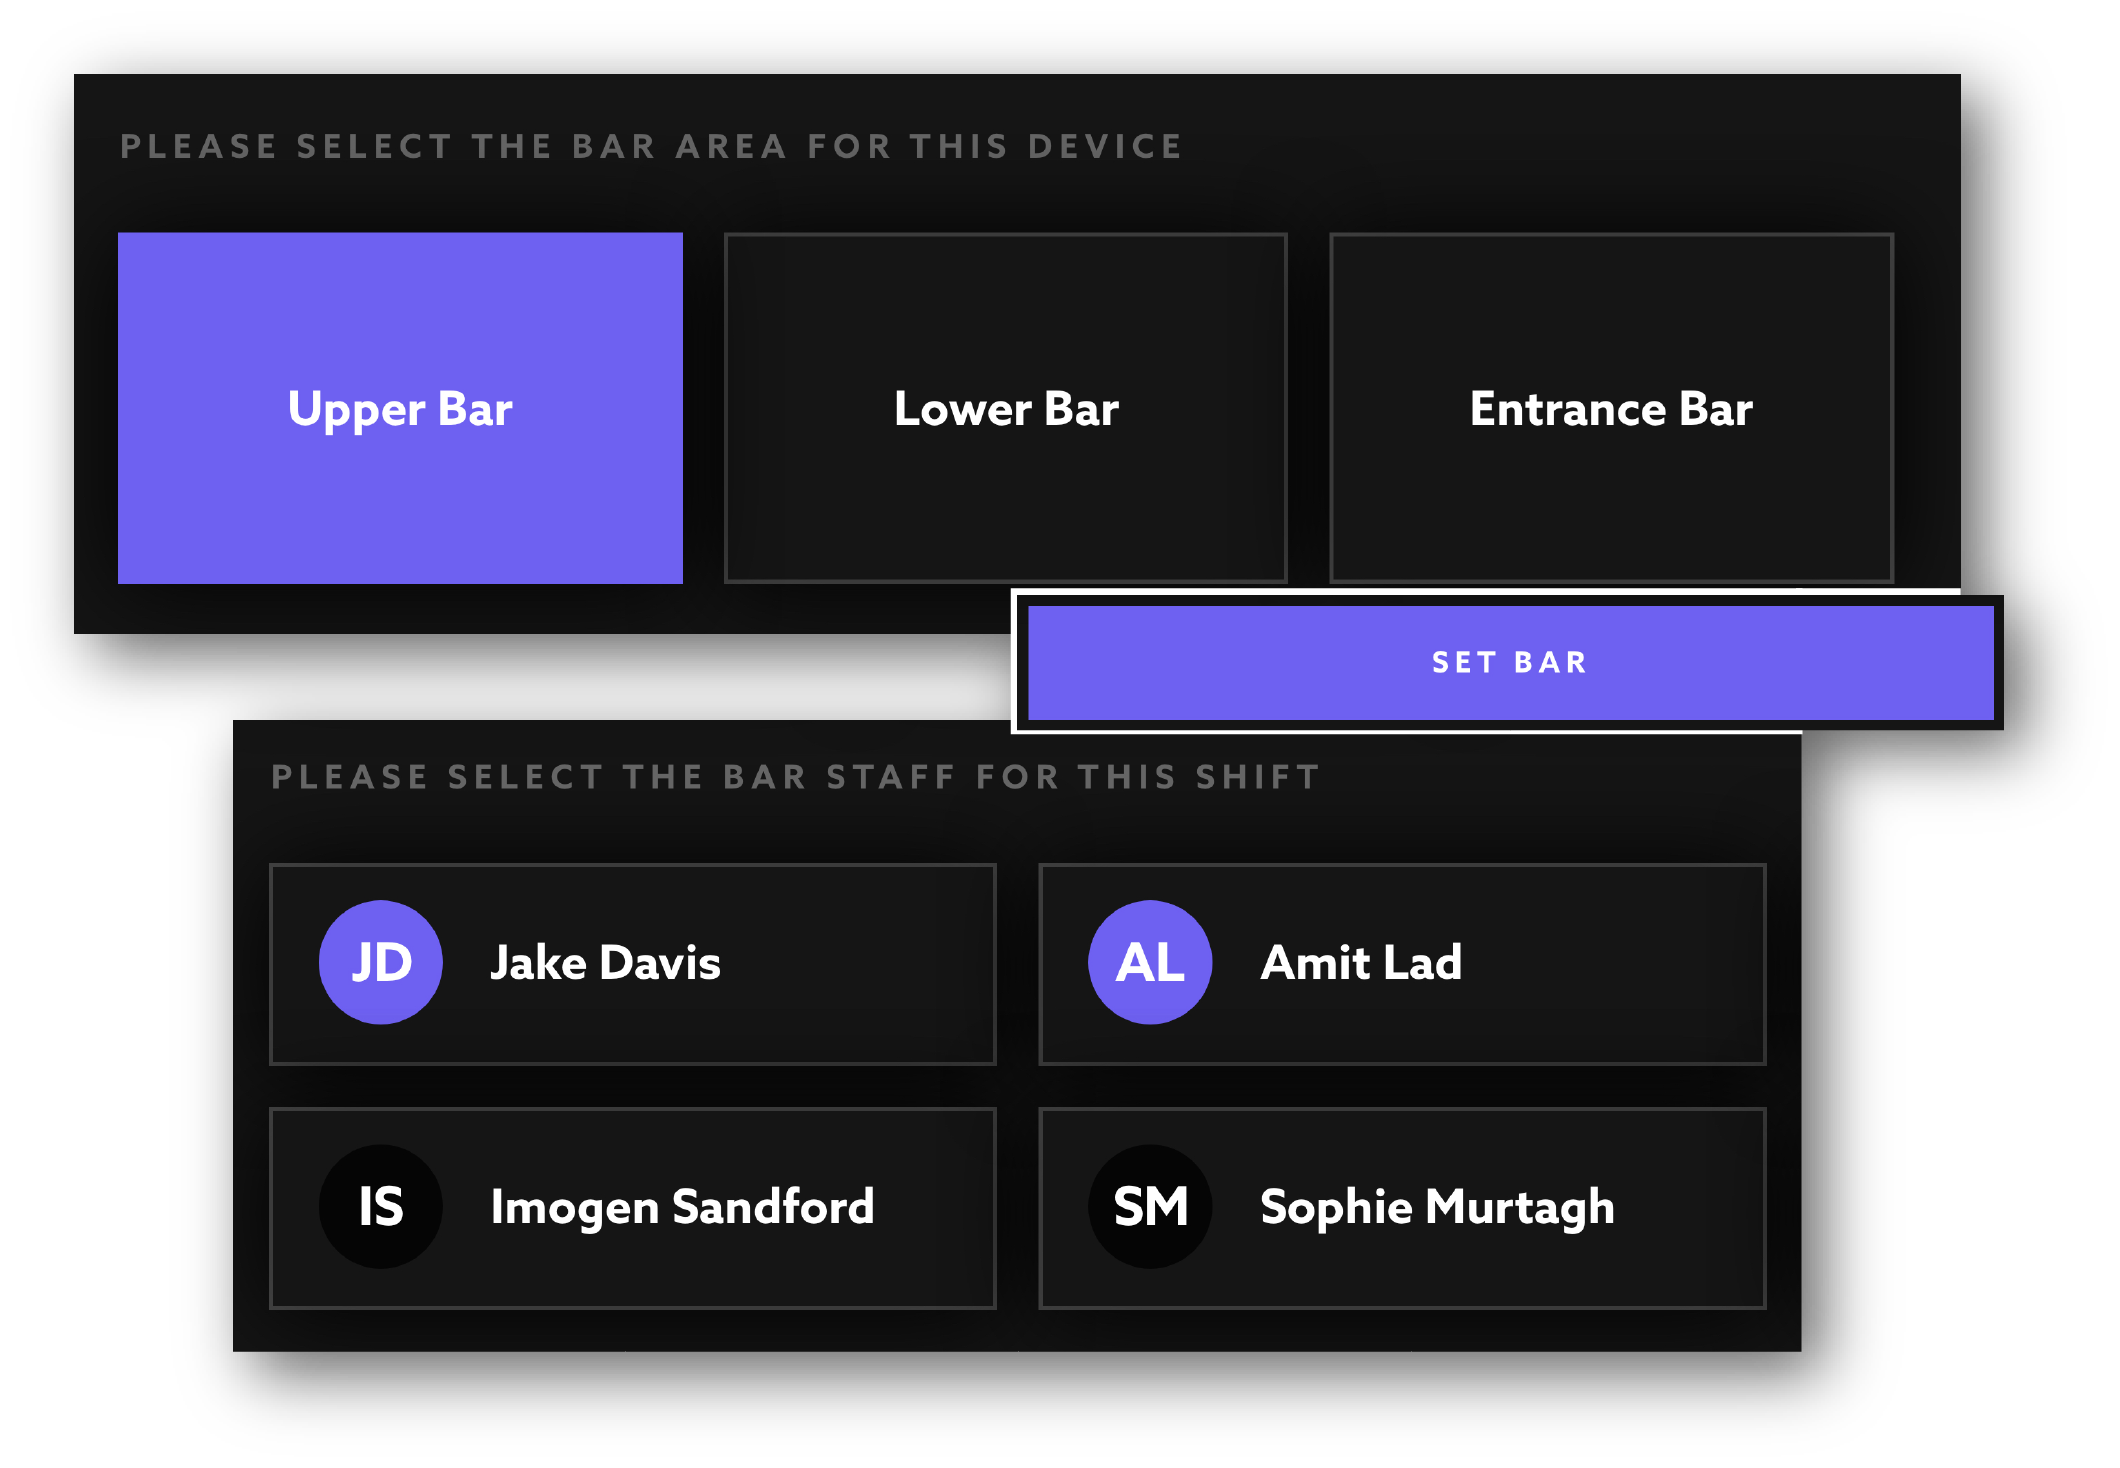 PLEASE SELECT THE BAR AREA FOR THIS DEVICE
Upper Bar
Lower Bar
Entrance Bar
SET BAR
PLEASE SELECT THE BAR STAFF FOR THIS SHIFT
JD Jake Davis
AL Amit Lad
IS Imogen Sandford
SM Sophie Murtagh